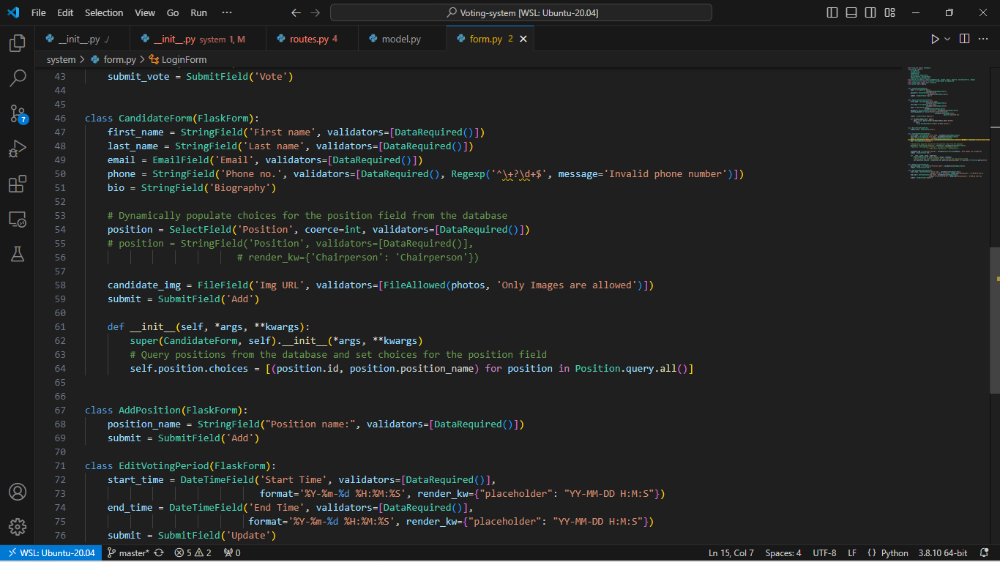 File Edit Selection View Go Run ··· Voting-system [WSL: Ubuntu-20.04]
__init__.py ./ __init__.py system 1, M routes.py 4 model.py form.py 2
system > form.py > LoginForm
43 submit_vote = SubmitField('Vote')
44
45
46 class CandidateForm(FlaskForm):
47 first_name = StringField('First name', validators=[DataRequired()])
48 last_name = StringField('Last name', validators=[DataRequired()])
49 email = EmailField('Email', validators=[DataRequired()])
50 phone = StringField('Phone no.', validators=[DataRequired(), Regexp('^\+?\d+$', message='Invalid phone number')])
51 bio = StringField('Biography')
52
53 # Dynamically populate choices for the position field from the database
54 position = SelectField('Position', coerce=int, validators=[DataRequired()])
55 # position = StringField('Position', validators=[DataRequired()],
56 # render_kw={'Chairperson': 'Chairperson'})
57
58 candidate_img = FileField('Img URL', validators=[FileAllowed(photos, 'Only Images are allowed')])
59 submit = SubmitField('Add')
60
61 def __init__(self, *args, **kwargs):
62 super(CandidateForm, self).__init__(*args, **kwargs)
63 # Query positions from the database and set choices for the position field
64 self.position.choices = [(position.id, position.position_name) for position in Position.query.all()]
65
66
67 class AddPosition(FlaskForm):
68 position_name = StringField("Position name:", validators=[DataRequired()])
69 submit = SubmitField('Add')
70
71 class EditVotingPeriod(FlaskForm):
72 start_time = DateTimeField('Start Time', validators=[DataRequired()],
73 format='%Y-%m-%d %H:%M:%S', render_kw={"placeholder": "YY-MM-DD H:M:S"})
74 end_time = DateTimeField('End Time', validators=[DataRequired()],
75 format='%Y-%m-%d %H:%M:%S', render_kw={"placeholder": "YY-MM-DD H:M:S"})
76 submit = SubmitField('Update')
7
WSL: Ubuntu-20.04 master* 5 2 0 Ln 15, Col 7 Spaces: 4 UTF-8 LF {} Python 3.8.10 64-bit